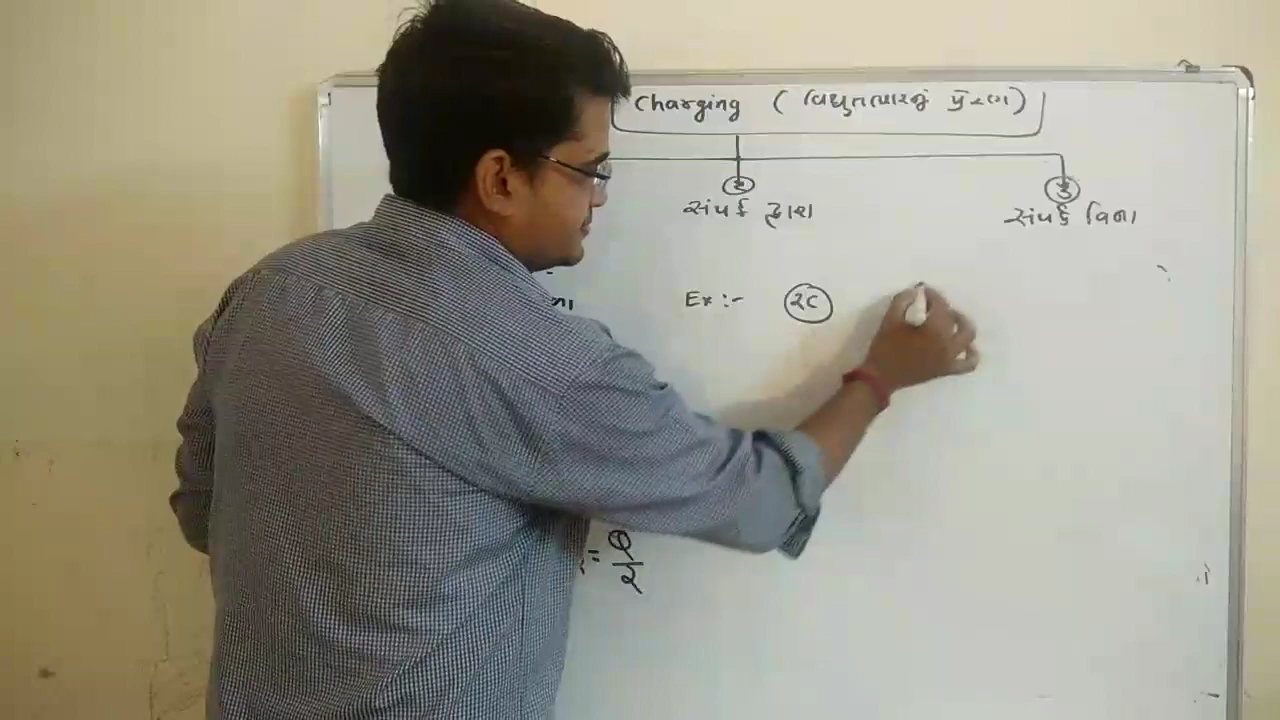 Charging ( વિદ્યુતભારનું પ્રેરણ )
૨ ૩
સંપર્ક દ્વારા સંપર્ક વિના
Ex :- ૨C